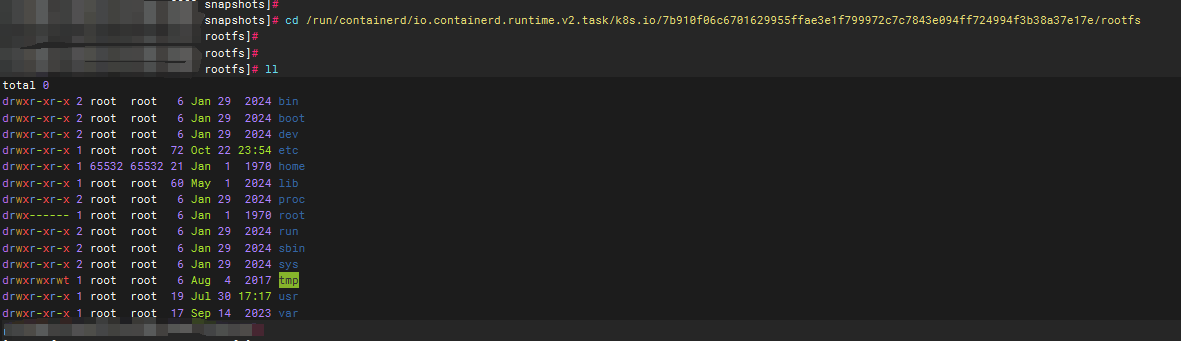 snapshots]#
snapshots]# cd /run/containerd/io.containerd.runtime.v2.task/k8s.io/7b910f06c6701629955ffae3e1f799972c7c7843e094ff724994f3b38a37e17e/rootfs
rootfs]#
rootfs]#
rootfs]# ll
total 0
drwxr-xr-x 2 root root 6 Jan 29 2024 bin
drwxr-xr-x 2 root root 6 Jan 29 2024 boot
drwxr-xr-x 2 root root 6 Jan 29 2024 dev
drwxr-xr-x 1 root root 72 Oct 22 23:54 etc
drwxr-xr-x 1 65532 65532 21 Jan 1 1970 home
drwxr-xr-x 1 root root 60 May 1 2024 lib
drwxr-xr-x 2 root root 6 Jan 29 2024 proc
drwx------ 1 root root 6 Jan 1 1970 root
drwxr-xr-x 2 root root 6 Jan 29 2024 run
drwxr-xr-x 2 root root 6 Jan 29 2024 sbin
drwxr-xr-x 2 root root 6 Jan 29 2024 sys
drwxrwxrwt 1 root root 6 Aug 4 2017 tmp
drwxr-xr-x 1 root root 19 Jul 30 17:17 usr
drwxr-xr-x 1 root root 17 Sep 14 2023 var